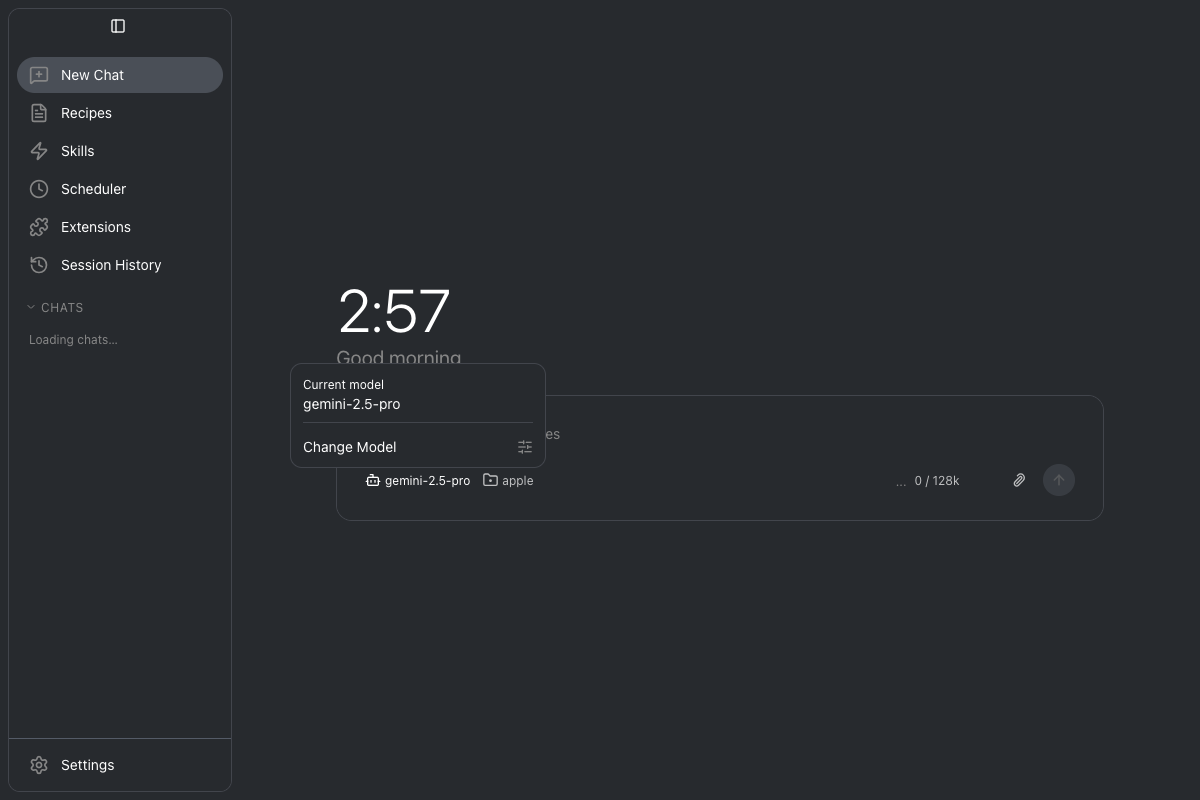 New Chat
Recipes
Skills
Scheduler
Extensions
Session History
CHATS
Loading chats...
Settings
2:57
Good morning
Current model
gemini-2.5-pro
Change Model
es
gemini-2.5-pro apple
... 0 / 128k